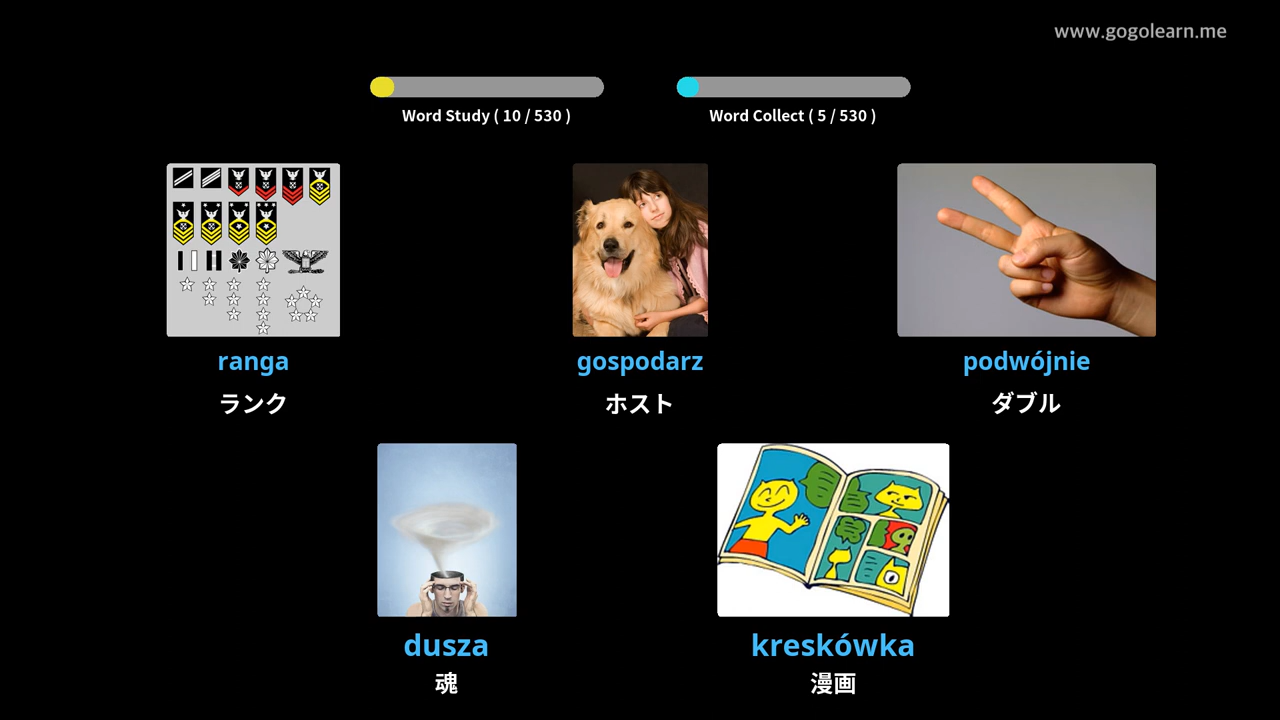 www.gogolearn.me
Word Study ( 10 / 530 )
Word Collect ( 5 / 530 )
ranga
ランク
gospodarz
ホスト
podwójnie
ダブル
dusza
魂
kreskówka
漫画